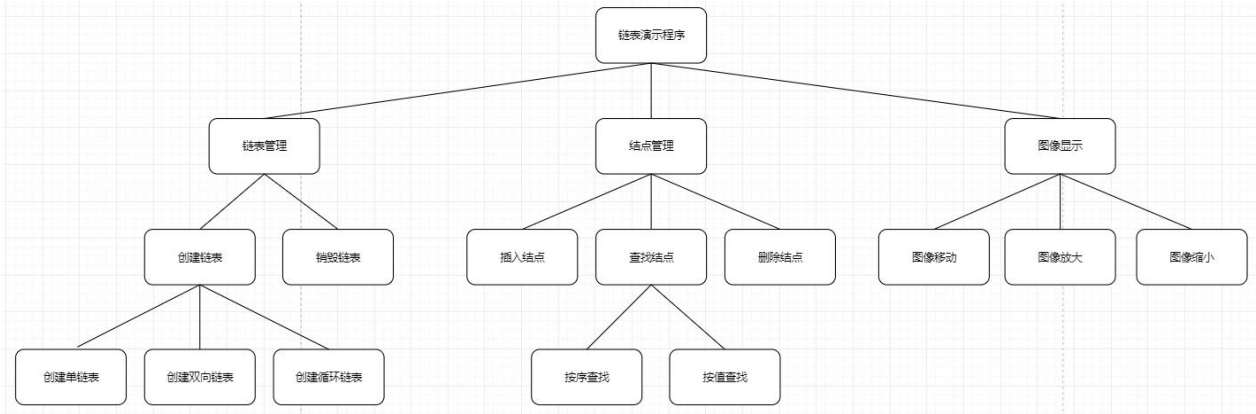 链表演示程序
链表管理
结点管理
图像显示
创建链表
销毁链表
插入结点
查找结点
删除结点
图像移动
图像放大
图像缩小
创建单链表
创建双向链表
创建循环链表
按序查找
按值查找